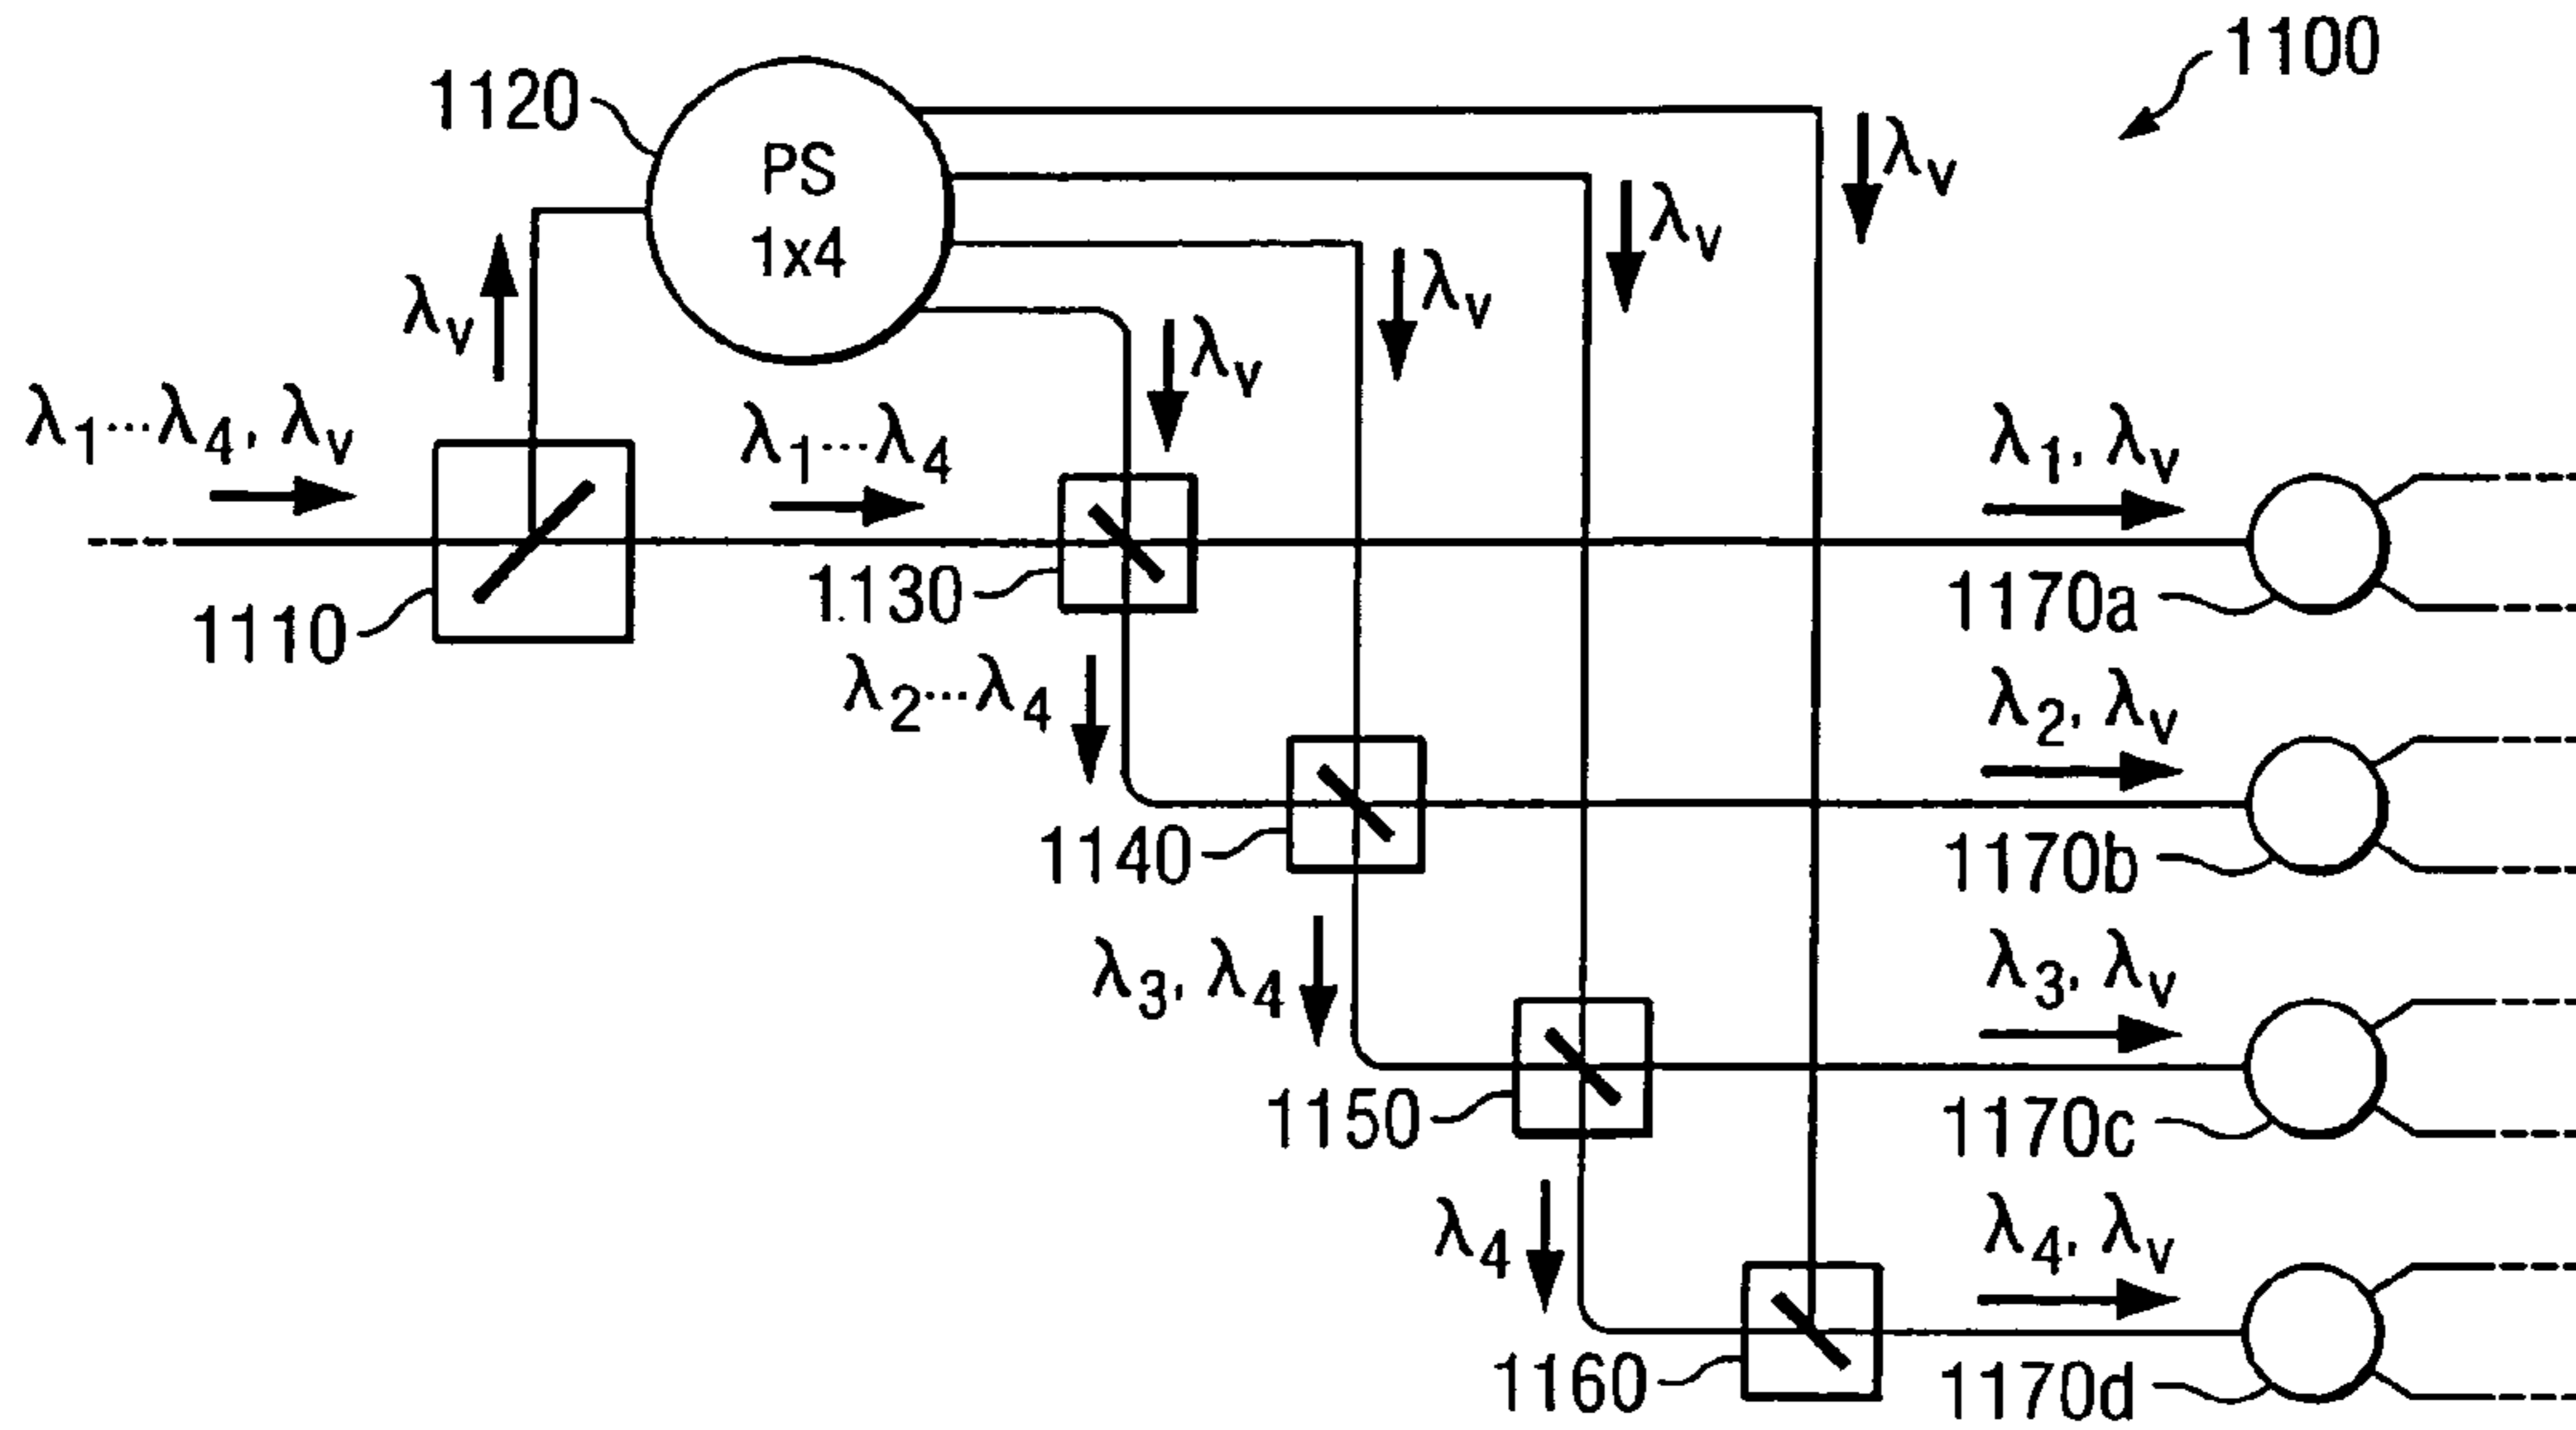 1100
1120
PS
1x4
λv
λv
λv
λv
λv
λ1...λ4, λv
λ1...λ4
λ1, λv
1110
1130
1170a
λ2...λ4
λ2, λv
1140
1170b
λ3, λ4
λ3, λv
1150
1170c
λ4
λ4, λv
1160
1170d